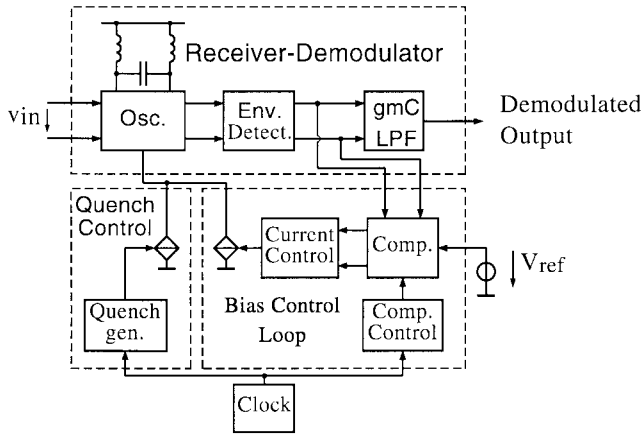 Receiver-Demodulator
vin
Osc.
Env.
Detect.
gmC
LPF
Demodulated
Output
Quench
Control
Current
Control
Comp.
Vref
Quench
gen.
Bias Control
Loop
Comp.
Control
Clock